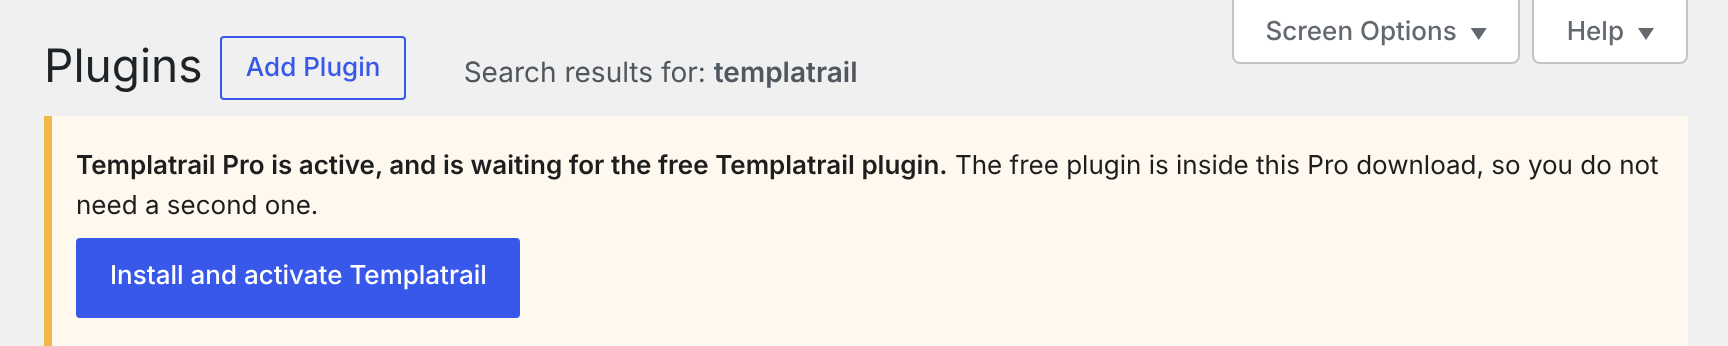 Screen Options ▼
Help ▼
Plugins
Add Plugin
Search results for: templatrail
Templatrail Pro is active, and is waiting for the free Templatrail plugin. The free plugin is inside this Pro download, so you do not
need a second one.
Install and activate Templatrail